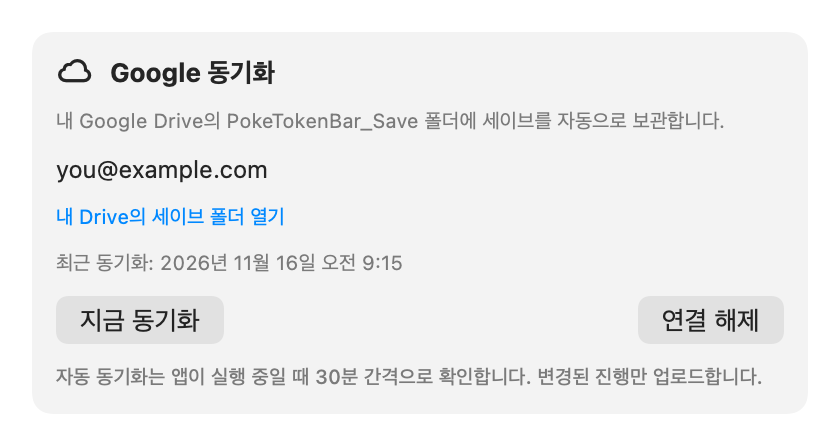 Google 동기화
내 Google Drive의 PokeTokenBar_Save 폴더에 세이브를 자동으로 보관합니다.
you@example.com
내 Drive의 세이브 폴더 열기
최근 동기화: 2026년 11월 16일 오전 9:15
지금 동기화
연결 해제
자동 동기화는 앱이 실행 중일 때 30분 간격으로 확인합니다. 변경된 진행만 업로드합니다.